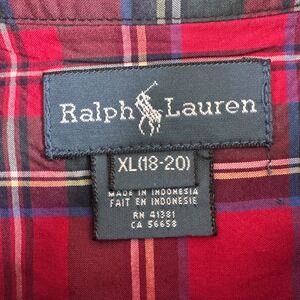 Ralph Lauren
XL(18-20)
MADE IN INDONESIA
FAIT EN INDONESIE
RN 41381
CA 56658